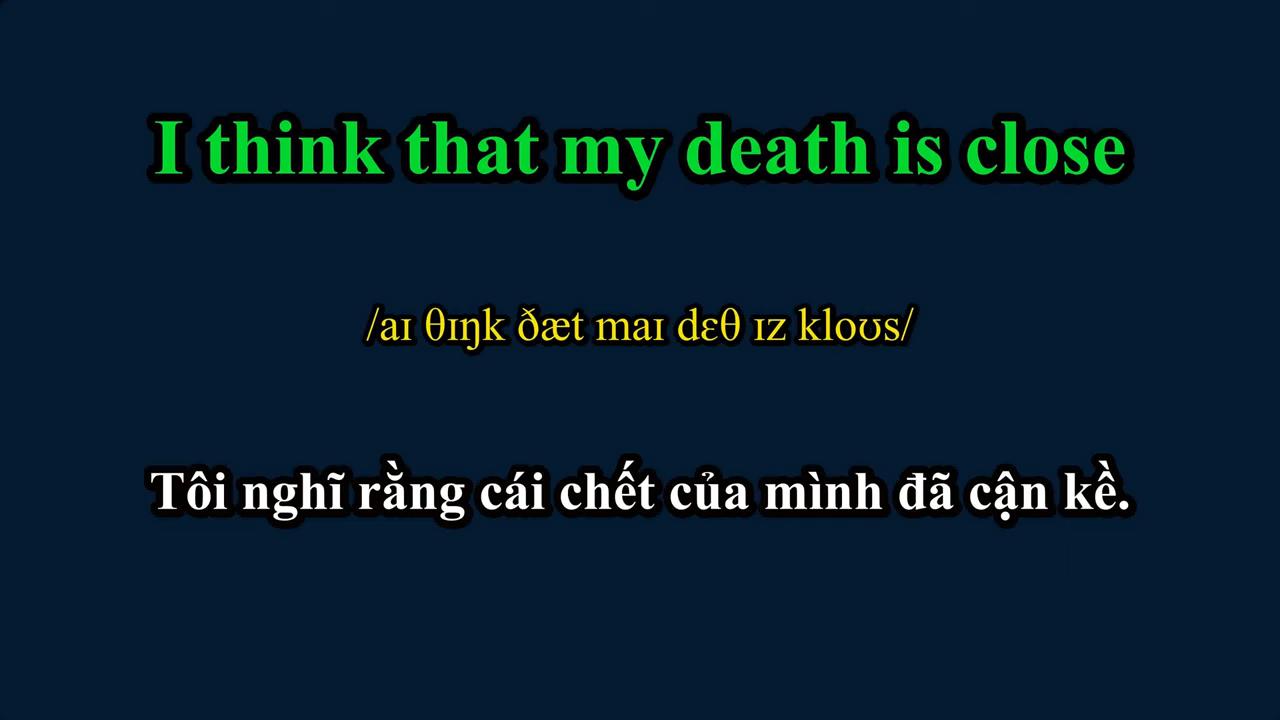 I think that my death is close
/aɪ θɪŋk ðæt maɪ dɛθ ɪz kloʊs/
Tôi nghĩ rằng cái chết của mình đã cận kề.